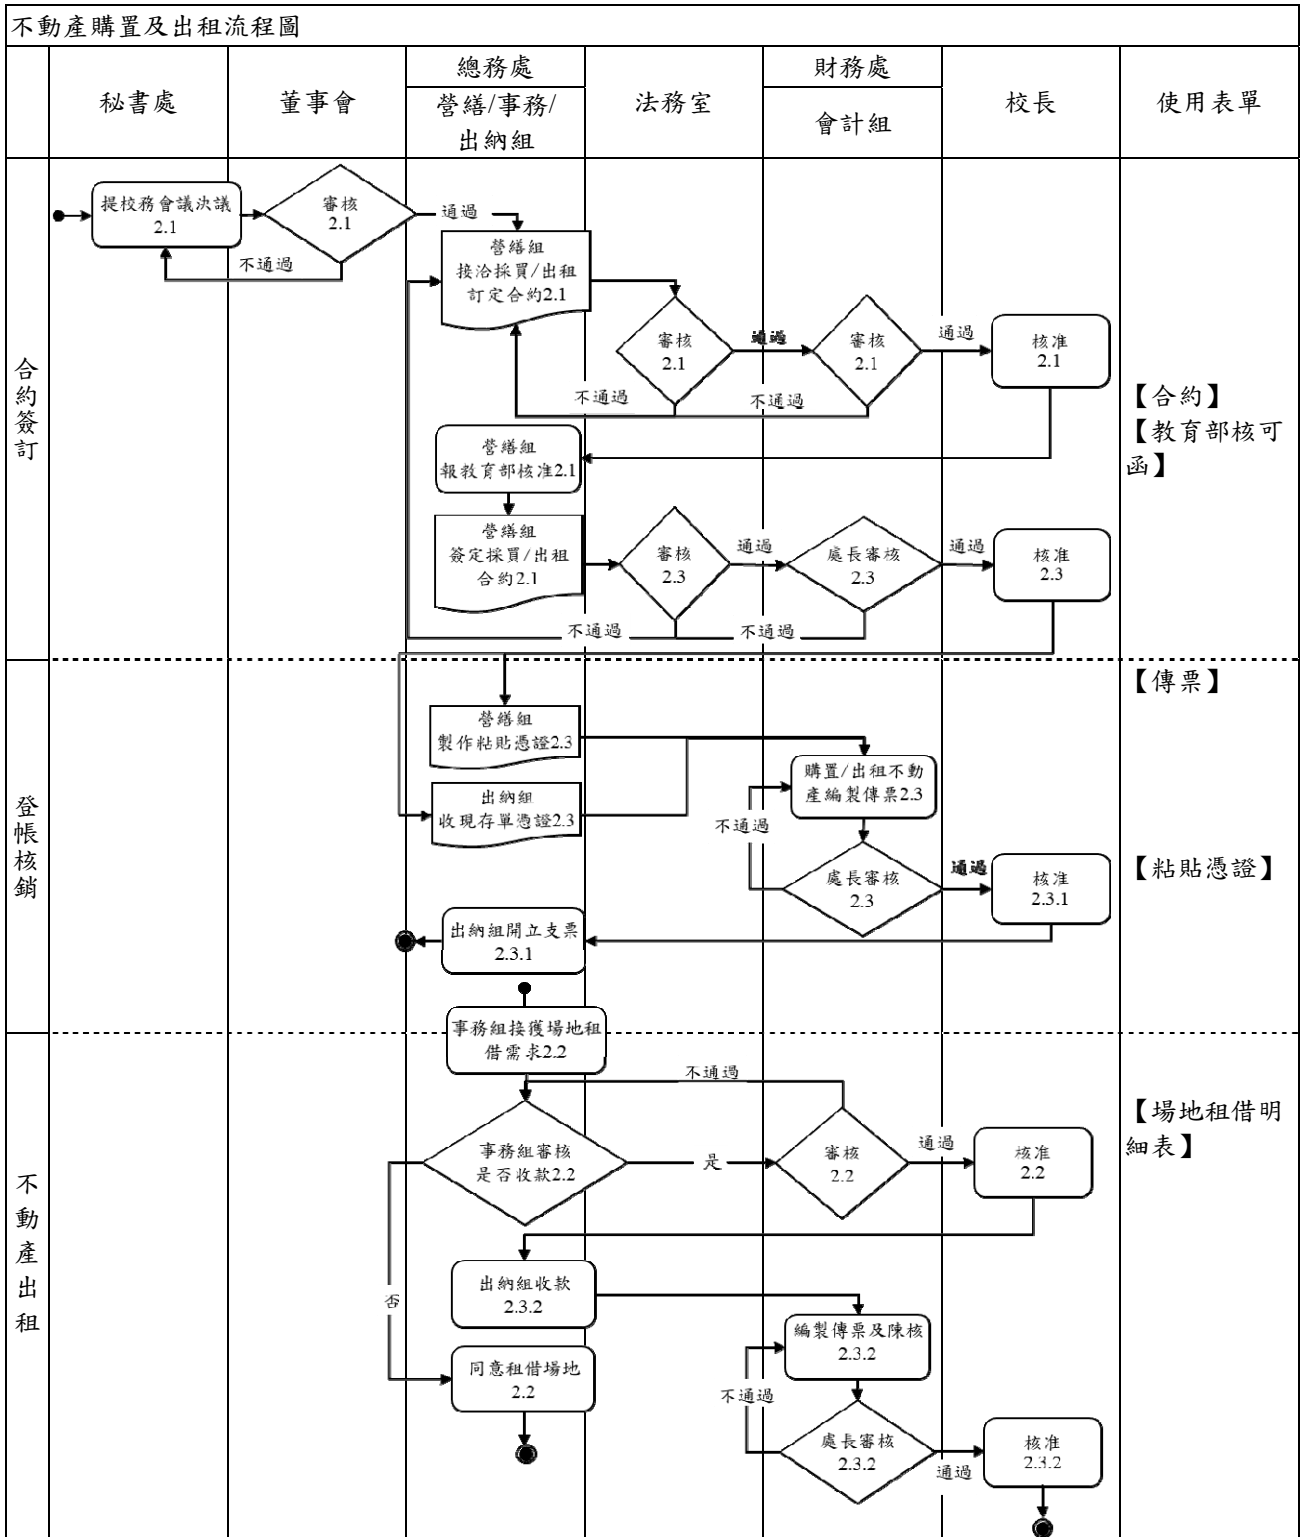 不動產購置及出租流程圖
秘書處
董事會
總務處
營繕/事務/
出納組
法務室
財務處
會計組
校長
使用表單
合約簽訂
提校務會議決議
2.1
審核
2.1
通過
不通過
營繕組
接洽採買/出租
訂定合約2.1
審核
2.1
通過
審核
2.1
通過
核准
2.1
不通過
不通過
【合約】
【教育部核可
函】
營繕組
報教育部核准2.1
營繕組
簽定採買/出租
合約2.1
審核
2.3
通過
處長審核
2.3
通過
核准
2.3
不通過
不通過
登帳核銷
【傳票】
營繕組
製作粘貼憑證2.3
出納組
收現存單憑證2.3
購置/出租不動
產編製傳票2.3
不通過
處長審核
2.3
通過
核准
2.3.1
【粘貼憑證】
出納組開立支票
2.3.1
不動產出租
事務組接獲場地租
借需求2.2
不通過
事務組審核
是否收款2.2
是
審核
2.2
通過
核准
2.2
【場地租借明
細表】
否
出納組收款
2.3.2
編製傳票及陳核
2.3.2
同意租借場地
2.2
不通過
處長審核
2.3.2
通過
核准
2.3.2